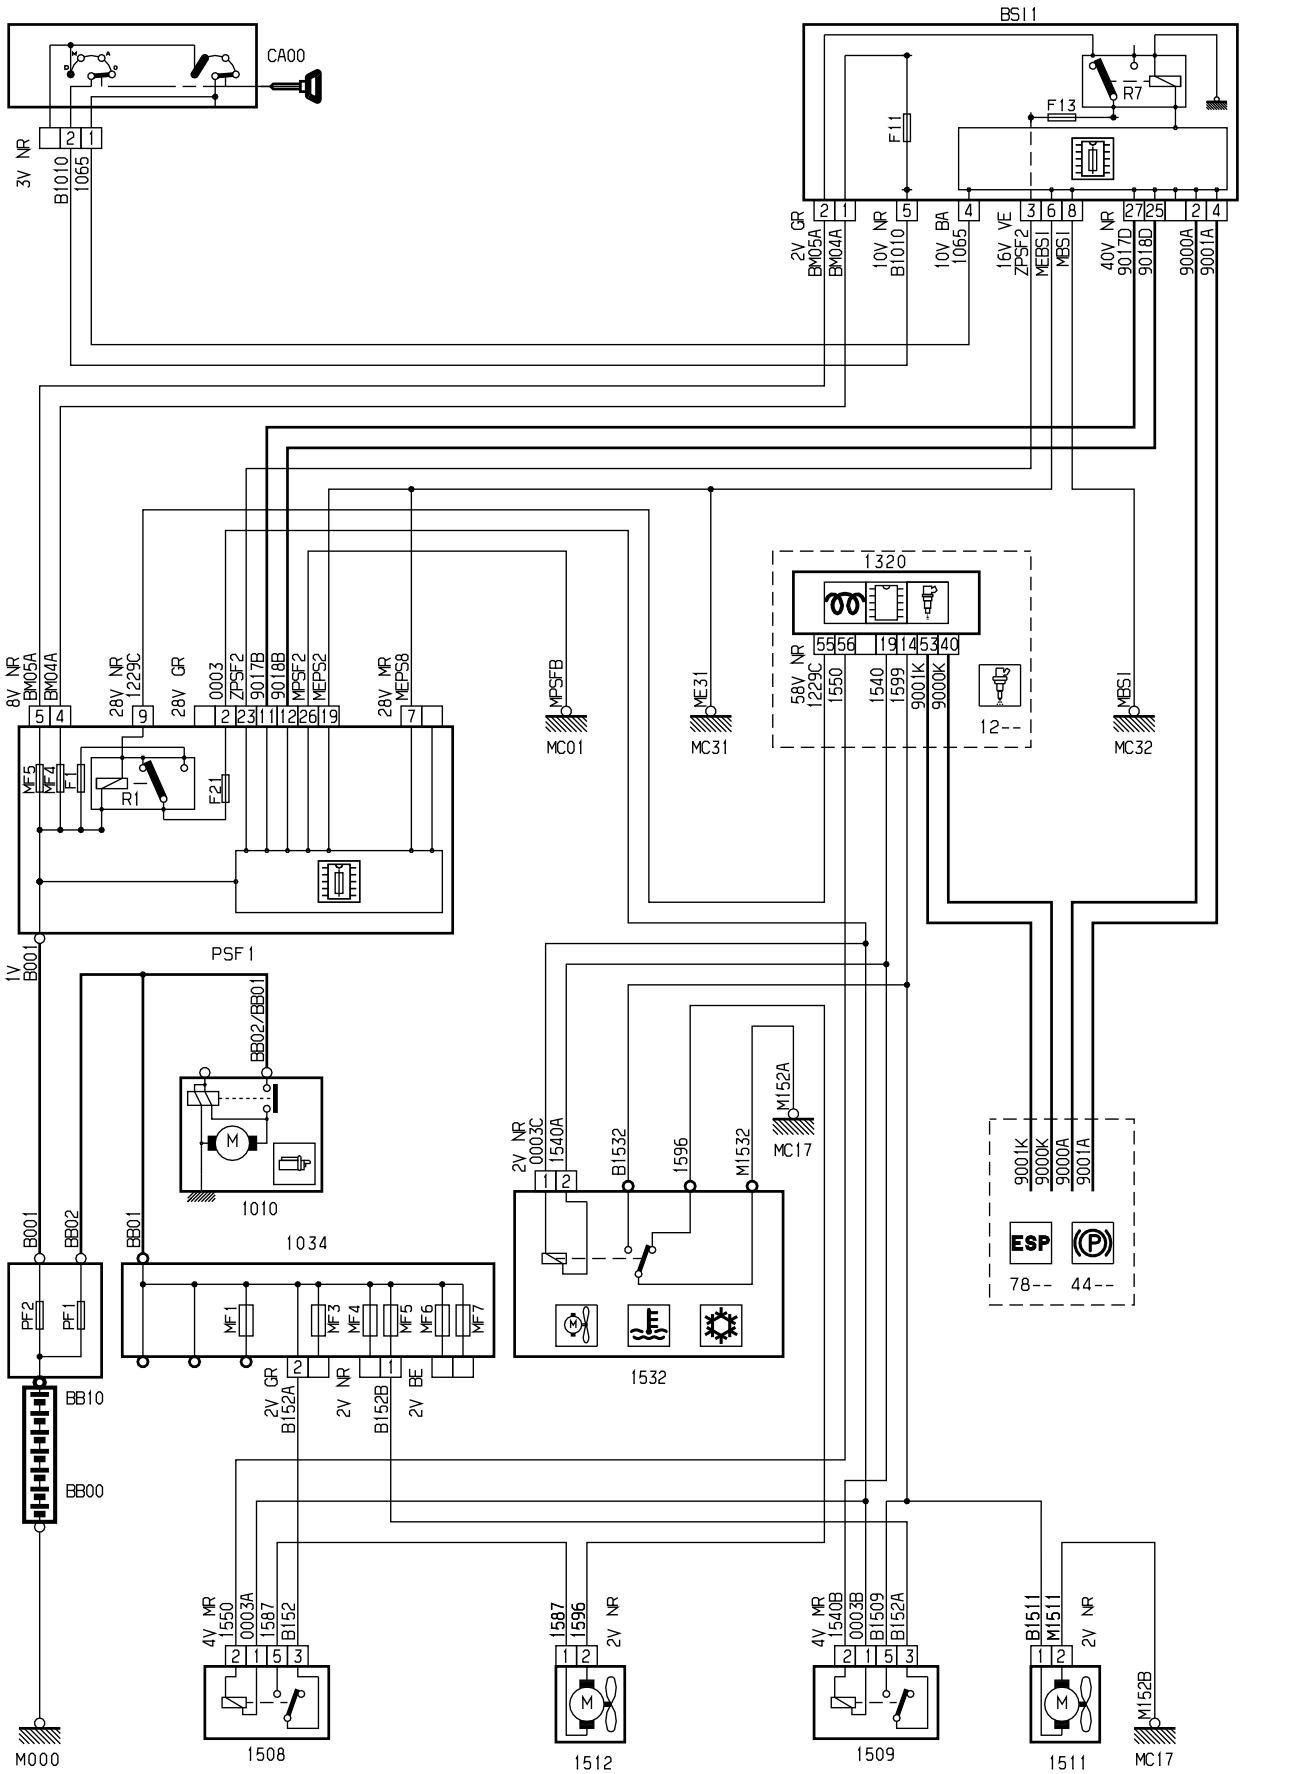 BSI1
CA00
M A
D O
3V NR
2 1
B1010
1065
F11
F13
R7
2 1 5 4 3 6 8 27 25 2 4
2V GR
BM05A
BM04A
10V NR
B1010
10V BA
1065
16V VE
ZPSF2
MEBSI
MBSI
40V NR
9017D
9018D
9000A
9001A
1320
55 56 19 14 53 40
58V NR
1229C
1550
1540
1599
9001K
9000K
12--
8V NR
BM05A
BM04A
28V NR
1229C
28V GR
0003
ZPSF2
9017B
9018B
MPSF2
MEPS2
28V MR
MEPS8
5 4 9 2 23 11 12 26 19 7
MPSFB
MC01
ME31
MC31
MBSI
MC32
MF5
MF4
F1
R1
F21
PSF1
1V
B001
BB02/BB01
M
1010
M152A
MC17
2V NR
0003C
1540A
B1532
1596
M1532
1 2
M
1532
9001K
9000K
9000A
9001A
ESP
P
78-- 44--
B001
BB02
BB01
1034
PF2
PF1
MF1
MF3
MF4
MF5
MF6
MF7
2 1
2V GR
B152A
2V NR
B152B
2V BE
BB10
BB00
M000
4V MR
1550
0003A
1587
B152
2 1 5 3
1508
1587
1596
2V NR
1 2
M
1512
4V MR
1540B
0003B
B1509
B152A
2 1 5 3
1509
B1511
M1511
2V NR
1 2
M
1511
M152B
MC17